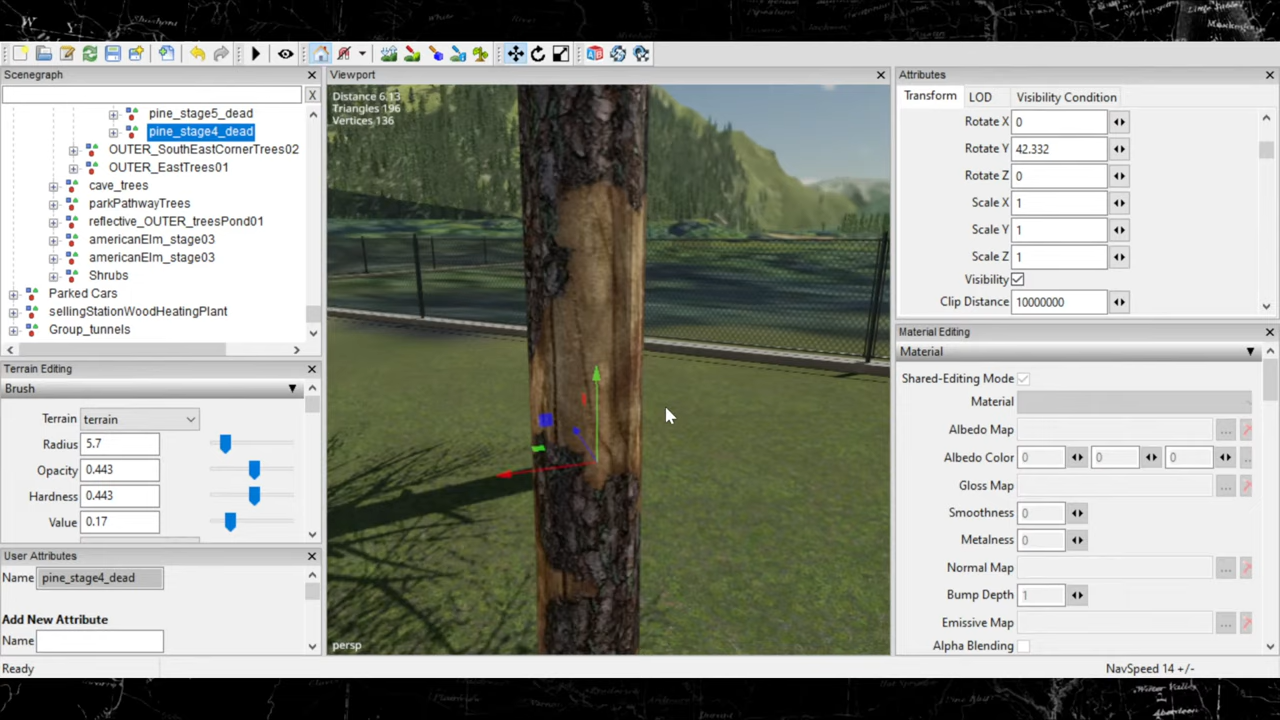 Scenegraph
X
pine_stage5_dead
pine_stage4_dead
OUTER_SouthEastCornerTrees02
OUTER_EastTrees01
cave_trees
parkPathwayTrees
reflective_OUTER_treesPond01
americanElm_stage03
americanElm_stage03
Shrubs
Parked Cars
sellingStationWoodHeatingPlant
Group_tunnels
Terrain Editing
Brush
Terrain terrain
Radius 5.7
Opacity 0.443
Hardness 0.443
Value 0.17
User Attributes
Name pine_stage4_dead
Add New Attribute
Name
Viewport
Distance 6.13
Triangles 196
Vertices 136
persp
Attributes
Transform LOD Visibility Condition
Rotate X 0
Rotate Y 42.332
Rotate Z 0
Scale X 1
Scale Y 1
Scale Z 1
Visibility
Clip Distance 10000000
Material Editing
Material
Shared-Editing Mode
Material
Albedo Map ...
Albedo Color 0 0 0 ..
Gloss Map ...
Smoothness 0
Metalness 0
Normal Map ...
Bump Depth 1
Emissive Map ...
Alpha Blending
Ready
NavSpeed 14 +/-